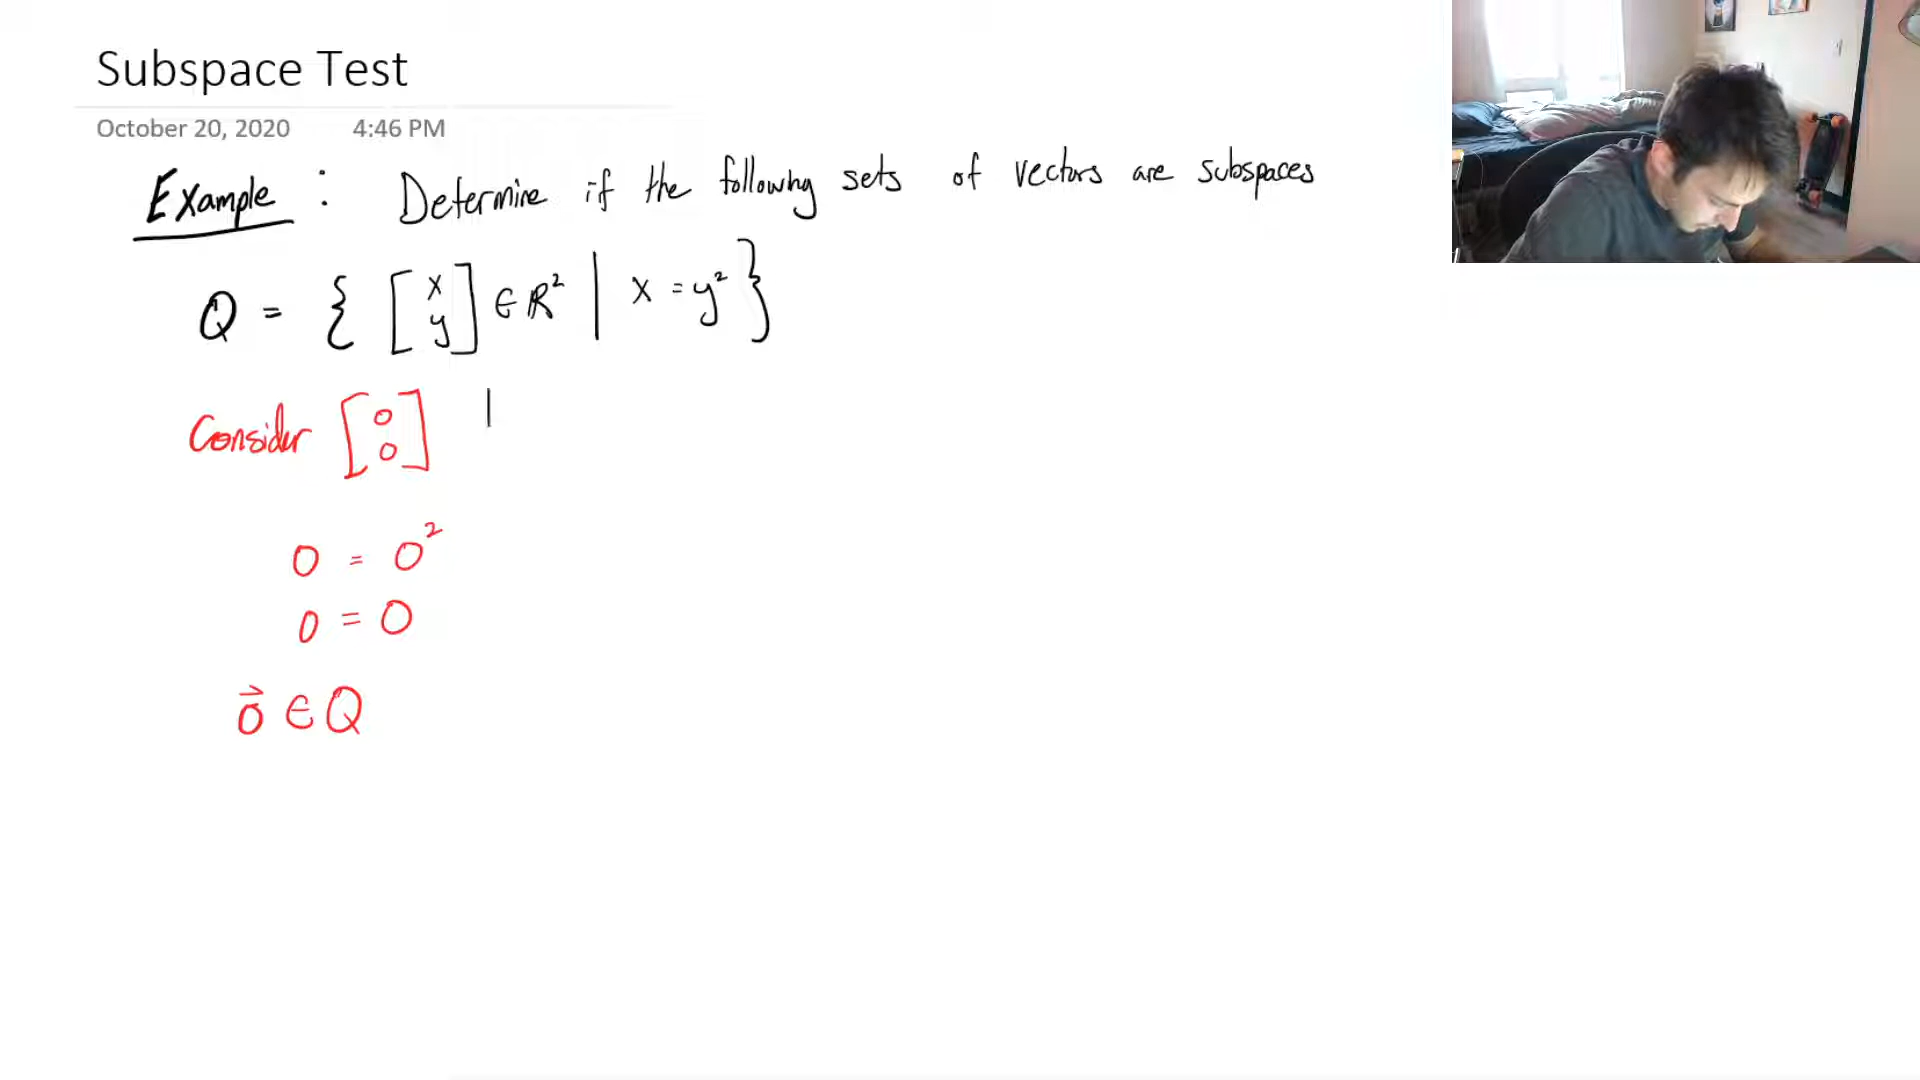 Subspace Test
October 20, 2020 4:46 PM
Example : Determine if the following sets of vectors are subspaces
Q = { [x y] ∈ ℝ² | x = y² }
Consider [0 0]
0 = 0²
0 = 0
0⃗ ∈ Q